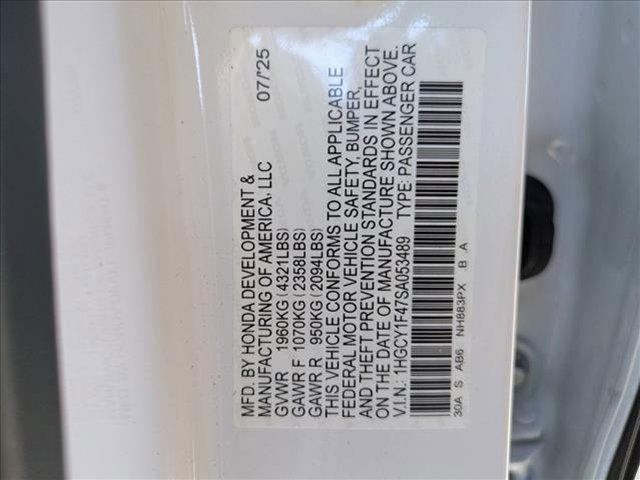 MFD. BY HONDA DEVELOPMENT & 07/'25
MANUFACTURING OF AMERICA, LLC
GVWR 1960KG (4321LBS)
GAWR F 1070KG (2358LBS)
GAWR R 950KG (2094LBS)
THIS VEHICLE CONFORMS TO ALL APPLICABLE
FEDERAL MOTOR VEHICLE SAFETY, BUMPER,
AND THEFT PREVENTION STANDARDS IN EFFECT
ON THE DATE OF MANUFACTURE SHOWN ABOVE.
V.I.N.: 1HGCY1F47SA053489 TYPE: PASSENGER CAR
30A S AB6 NH883PX .B A